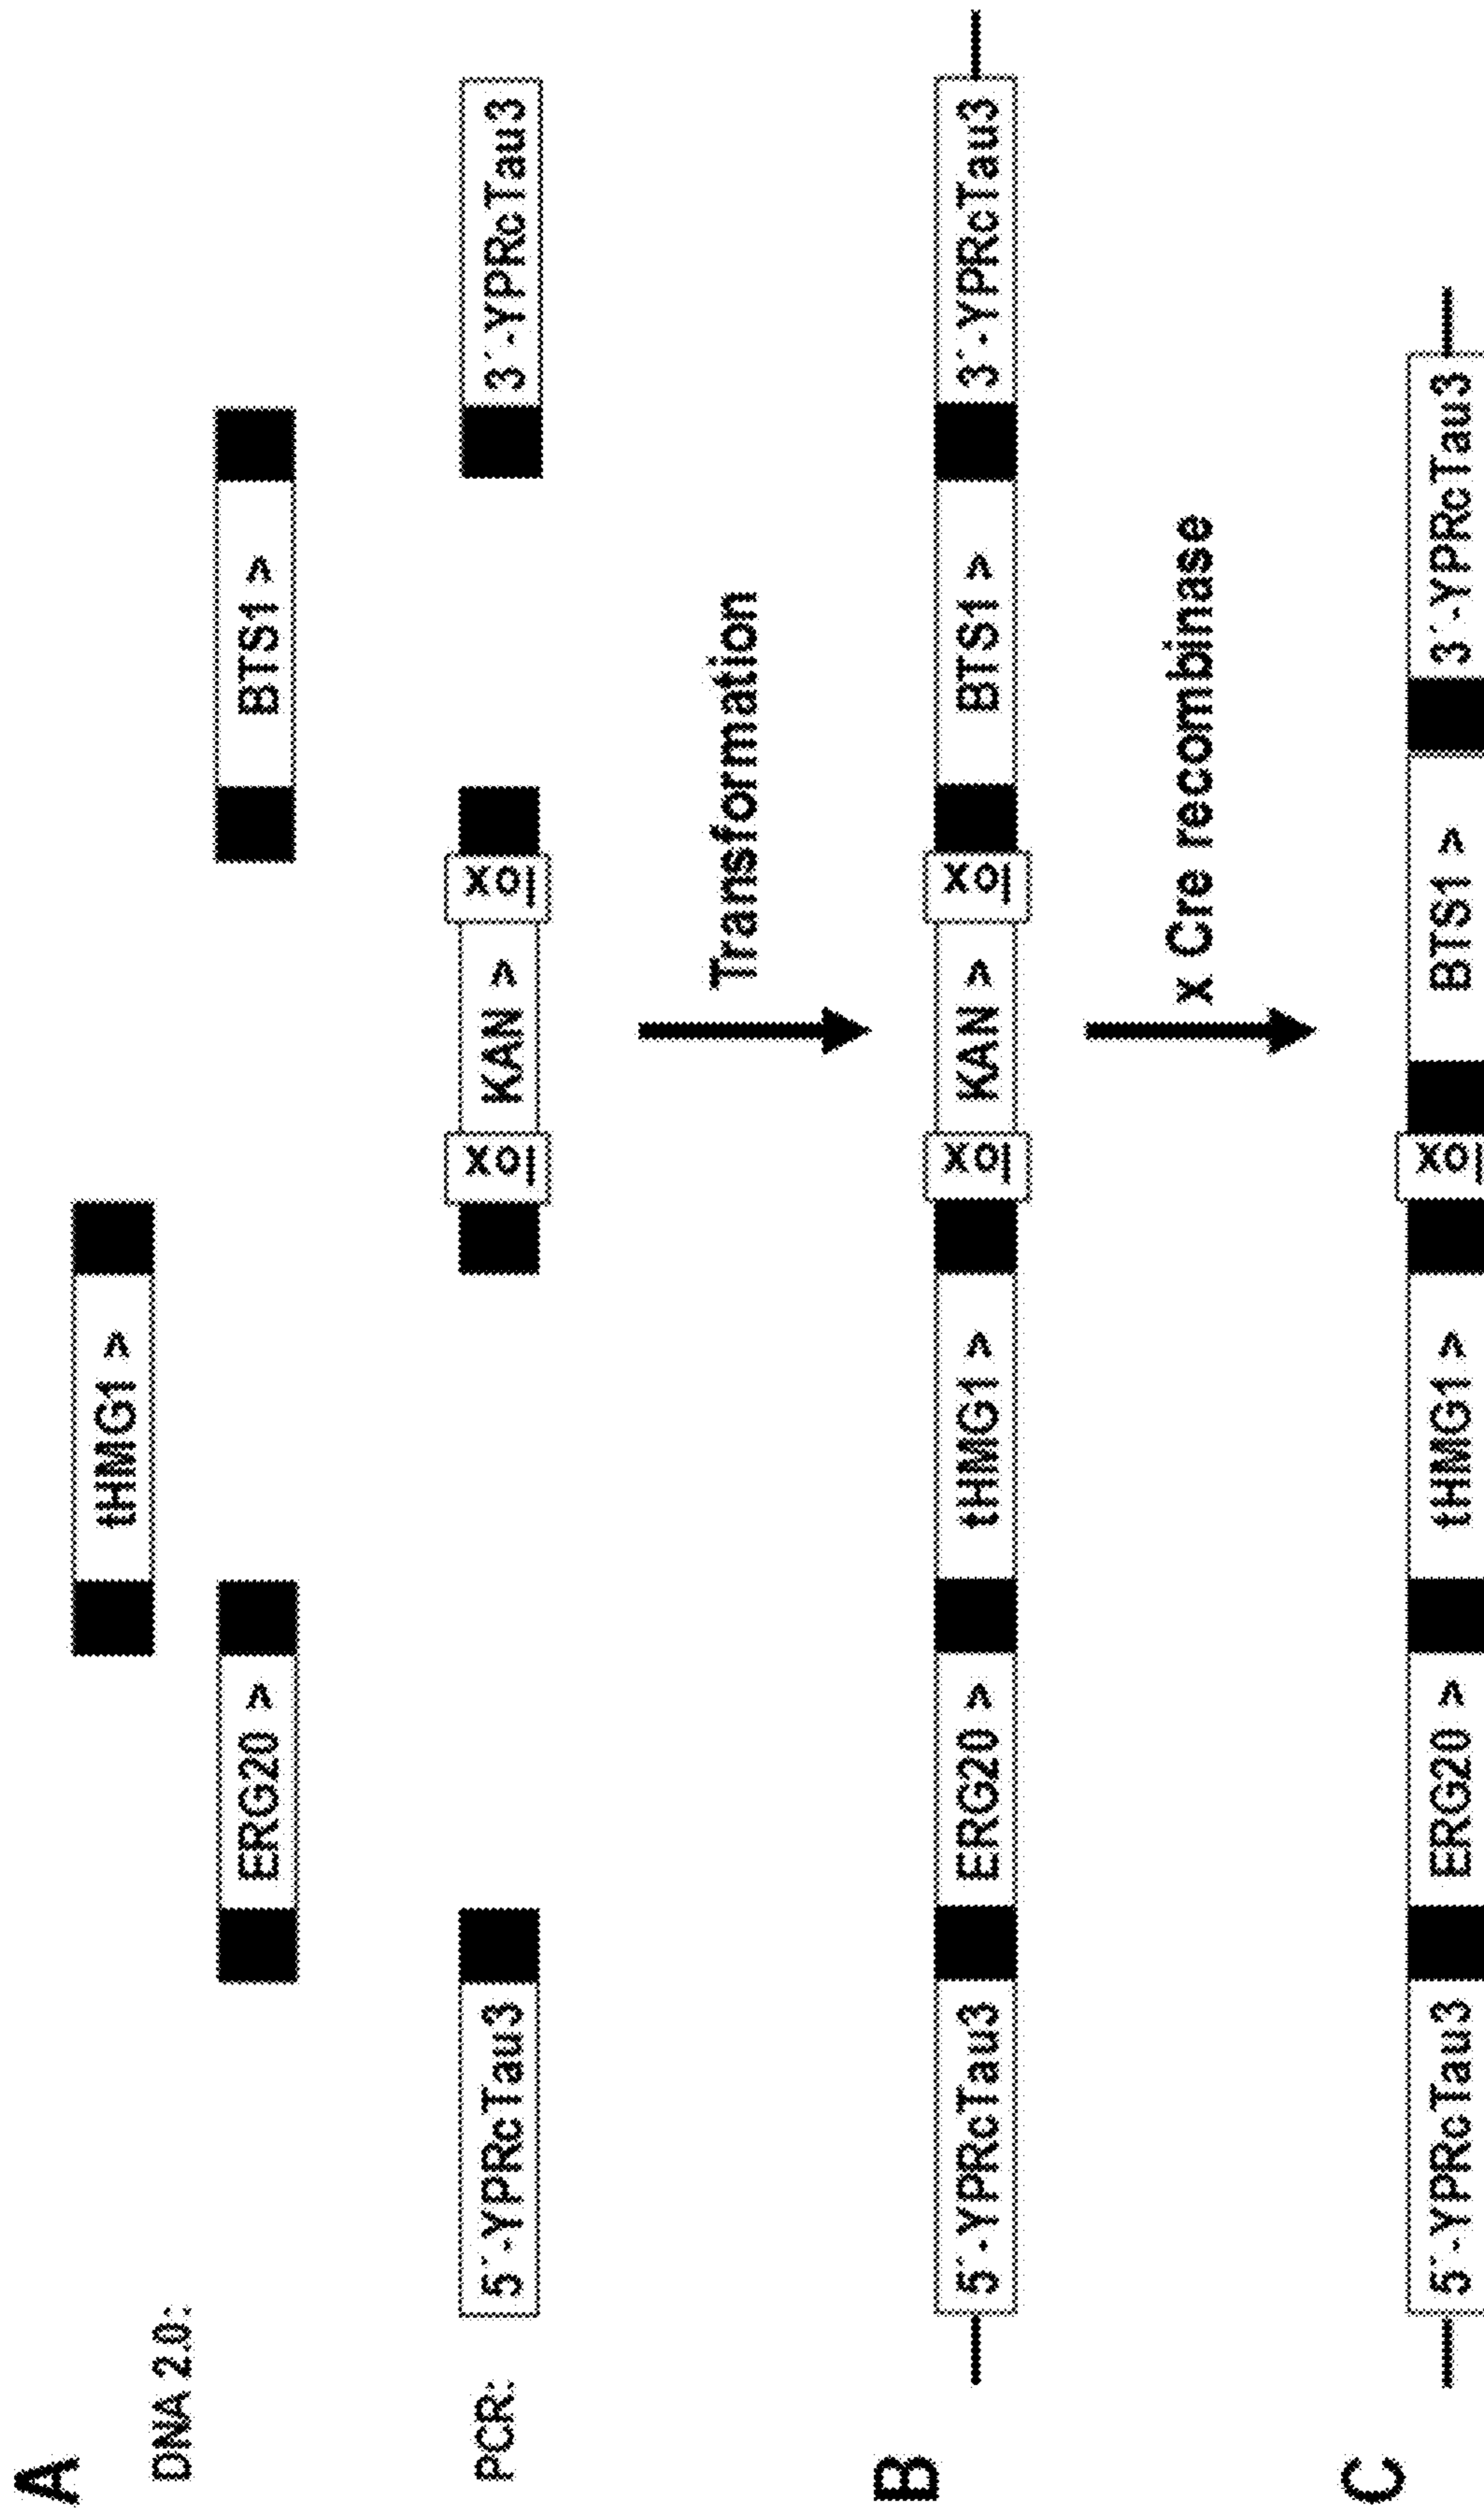 A
DNA 2.0:
tHMG1 >
ERG20 >
BTS1 >
PCR:
5´-YPRcTau3
lox
KAN >
lox
3´-YPRcTau3
Transformation
B
5´-YPRcTau3
ERG20 >
tHMG1 >
lox
KAN >
lox
BTS1 >
3´-YPRcTau3
x Cre recombinase
C
5´-YPRcTau3
ERG20 >
tHMG1 >
lox
BTS1 >
3´-YPRcTau3